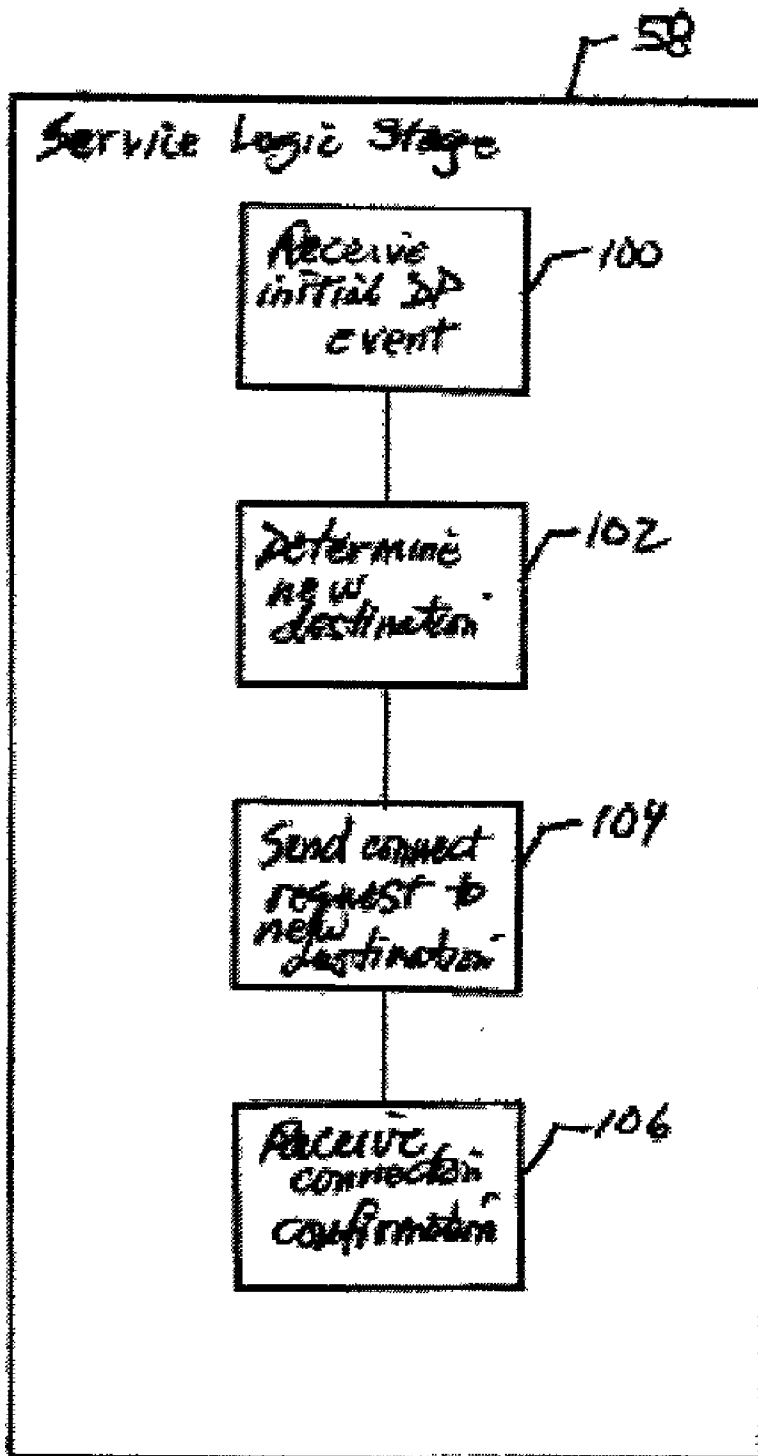 58
Service Logic Stage
Receive
initial DP
event
100
Determine
new
destination
102
Send connect
request to
new
destination
104
Receive
connection
confirmation
106